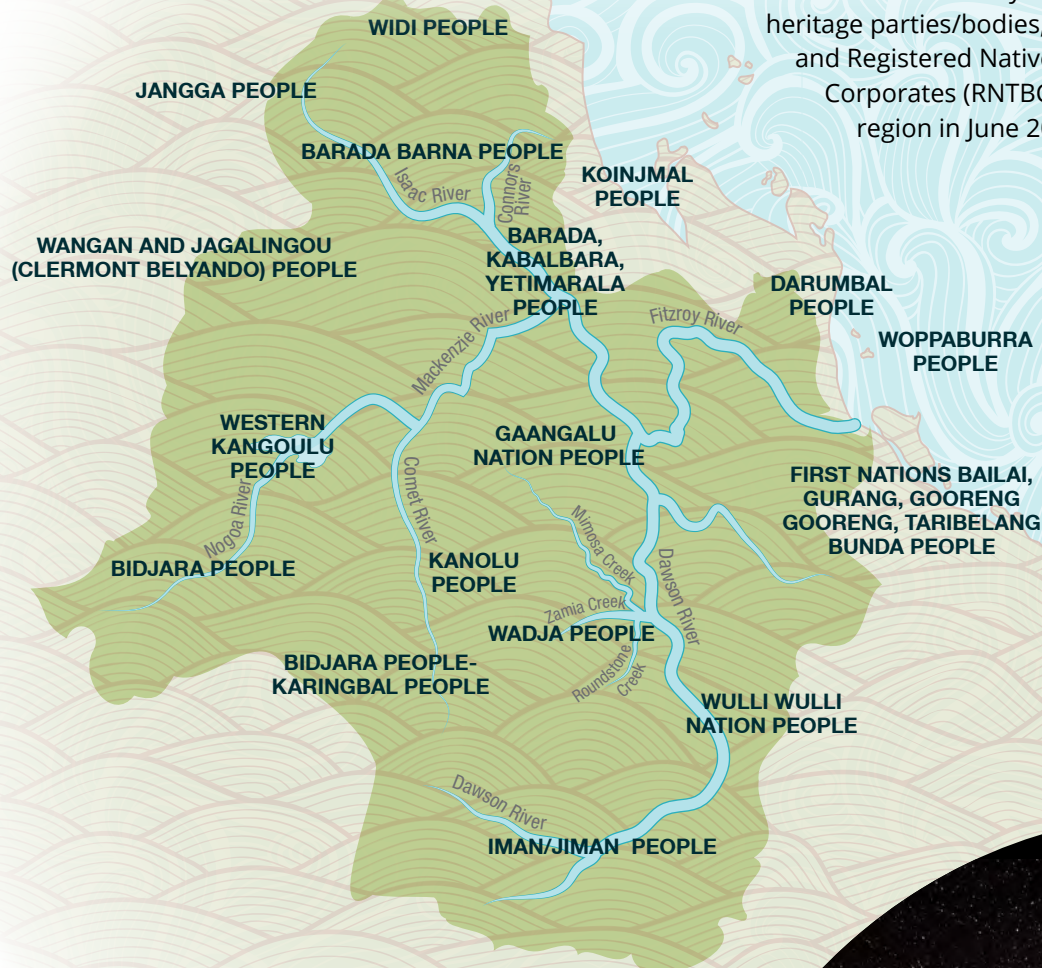 heritage parties/bodies,
and Registered Native
Corporates (RNTBC
region in June 20
WIDI PEOPLE
JANGGA PEOPLE
BARADA BARNA PEOPLE
Isaac River
Connors
River
KOINJMAL
PEOPLE
WANGAN AND JAGALINGOU
(CLERMONT BELYANDO) PEOPLE
BARADA,
KABALBARA,
YETIMARALA
PEOPLE
DARUMBAL
PEOPLE
Fitzroy River
Mackenzie River
WOPPABURRA
PEOPLE
WESTERN
KANGOULU
PEOPLE
GAANGALU
NATION PEOPLE
FIRST NATIONS BAILAI,
GURANG, GOORENG
GOORENG, TARIBELANG
BUNDA PEOPLE
Nogoa River
Comet River
Mimosa Creek
Dawson River
BIDJARA PEOPLE
KANOLU
PEOPLE
Zamia Creek
WADJA PEOPLE
Roundstone
Creek
BIDJARA PEOPLE-
KARINGBAL PEOPLE
WULLI WULLI
NATION PEOPLE
Dawson River
IMAN/JIMAN PEOPLE